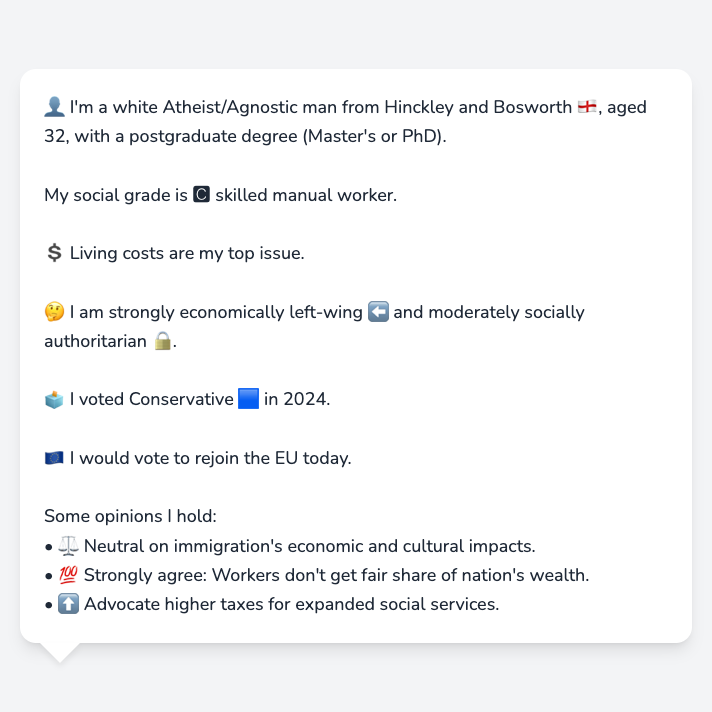 👤 I'm a white Atheist/Agnostic man from Hinckley and Bosworth 🏴󠁧󠁢󠁥󠁮󠁧󠁿, aged
32, with a postgraduate degree (Master's or PhD).
My social grade is 🅲 skilled manual worker.
💲 Living costs are my top issue.
🤔 I am strongly economically left-wing ⬅️ and moderately socially
authoritarian 🔒.
🗳️ I voted Conservative 🟦 in 2024.
🇪🇺 I would vote to rejoin the EU today.
Some opinions I hold:
• ⚖️ Neutral on immigration's economic and cultural impacts.
• 💯 Strongly agree: Workers don't get fair share of nation's wealth.
• ⬆️ Advocate higher taxes for expanded social services.